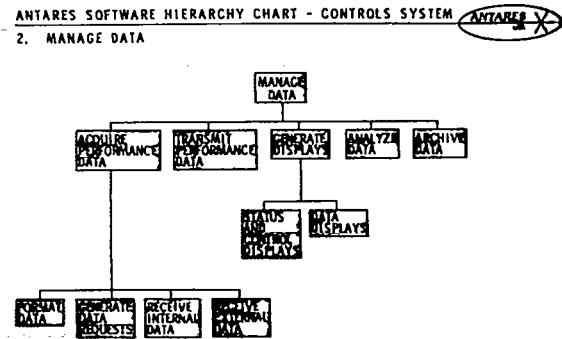 ANTARES SOFTWARE HIERARCHY CHART - CONTROLS SYSTEM
ANTARES
2. MANAGE DATA
MANAGE
DATA
ACQUIRE
PERFORMANCE
DATA
TRANSMIT
PERFORMANCE
DATA
GENERATE
DISPLAYS
ANALYZE
DATA
ARCHIVE
DATA
STATUS
AND
CONTROL
DISPLAYS
DATA
DISPLAYS
FORMAT
DATA
GENERATE
DATA
REQUESTS
RECEIVE
INTERNAL
DATA
RECEIVE
EXTERNAL
DATA